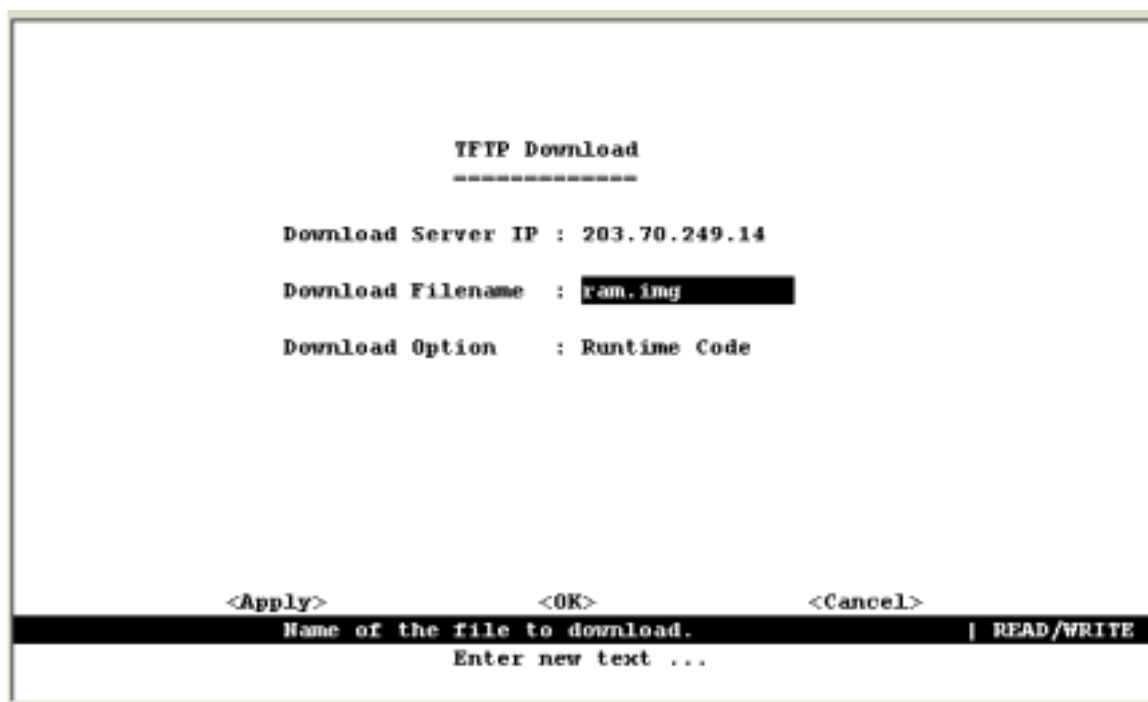 TFTP Download
=============
Download Server IP : 203.70.249.14
Download Filename : ram.img
Download Option : Runtime Code
<Apply> <OK> <Cancel>
Name of the file to download. | READ/WRITE
Enter new text ...